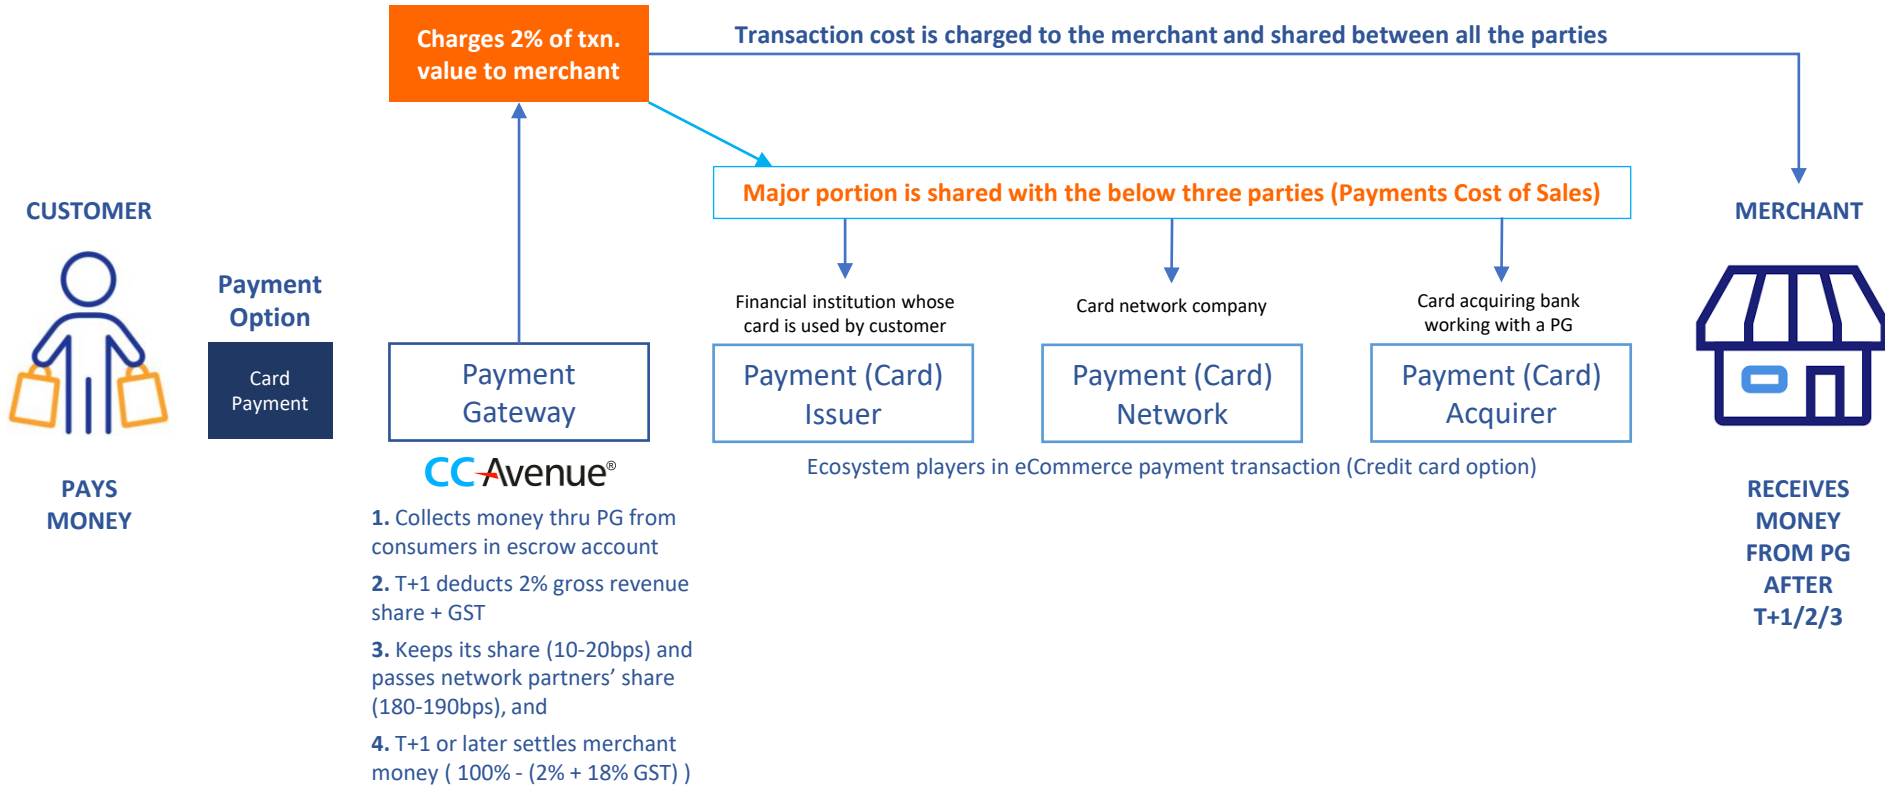 Charges 2% of txn.
value to merchant
Transaction cost is charged to the merchant and shared between all the parties
Major portion is shared with the below three parties (Payments Cost of Sales)
CUSTOMER
PAYS
MONEY
Payment
Option
Card
Payment
Payment
Gateway
CCAvenue®
1. Collects money thru PG from
consumers in escrow account
2. T+1 deducts 2% gross revenue
share + GST
3. Keeps its share (10-20bps) and
passes network partners’ share
(180-190bps), and
4. T+1 or later settles merchant
money ( 100% - (2% + 18% GST) )
Financial institution whose
card is used by customer
Payment (Card)
Issuer
Card network company
Payment (Card)
Network
Card acquiring bank
working with a PG
Payment (Card)
Acquirer
Ecosystem players in eCommerce payment transaction (Credit card option)
MERCHANT
RECEIVES
MONEY
FROM PG
AFTER
T+1/2/3